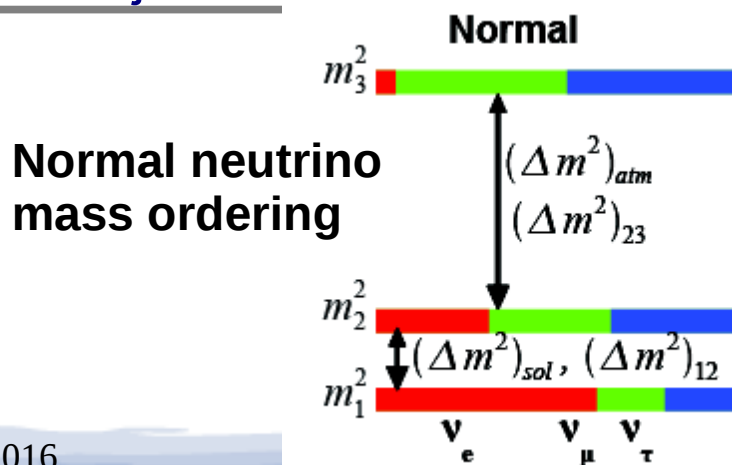 Normal
m₃²
Normal neutrino
mass ordering
(Δm²)atm
(Δm²)₂₃
m₂²
(Δm²)sol, (Δm²)₁₂
m₁²
νe νμ ντ
016